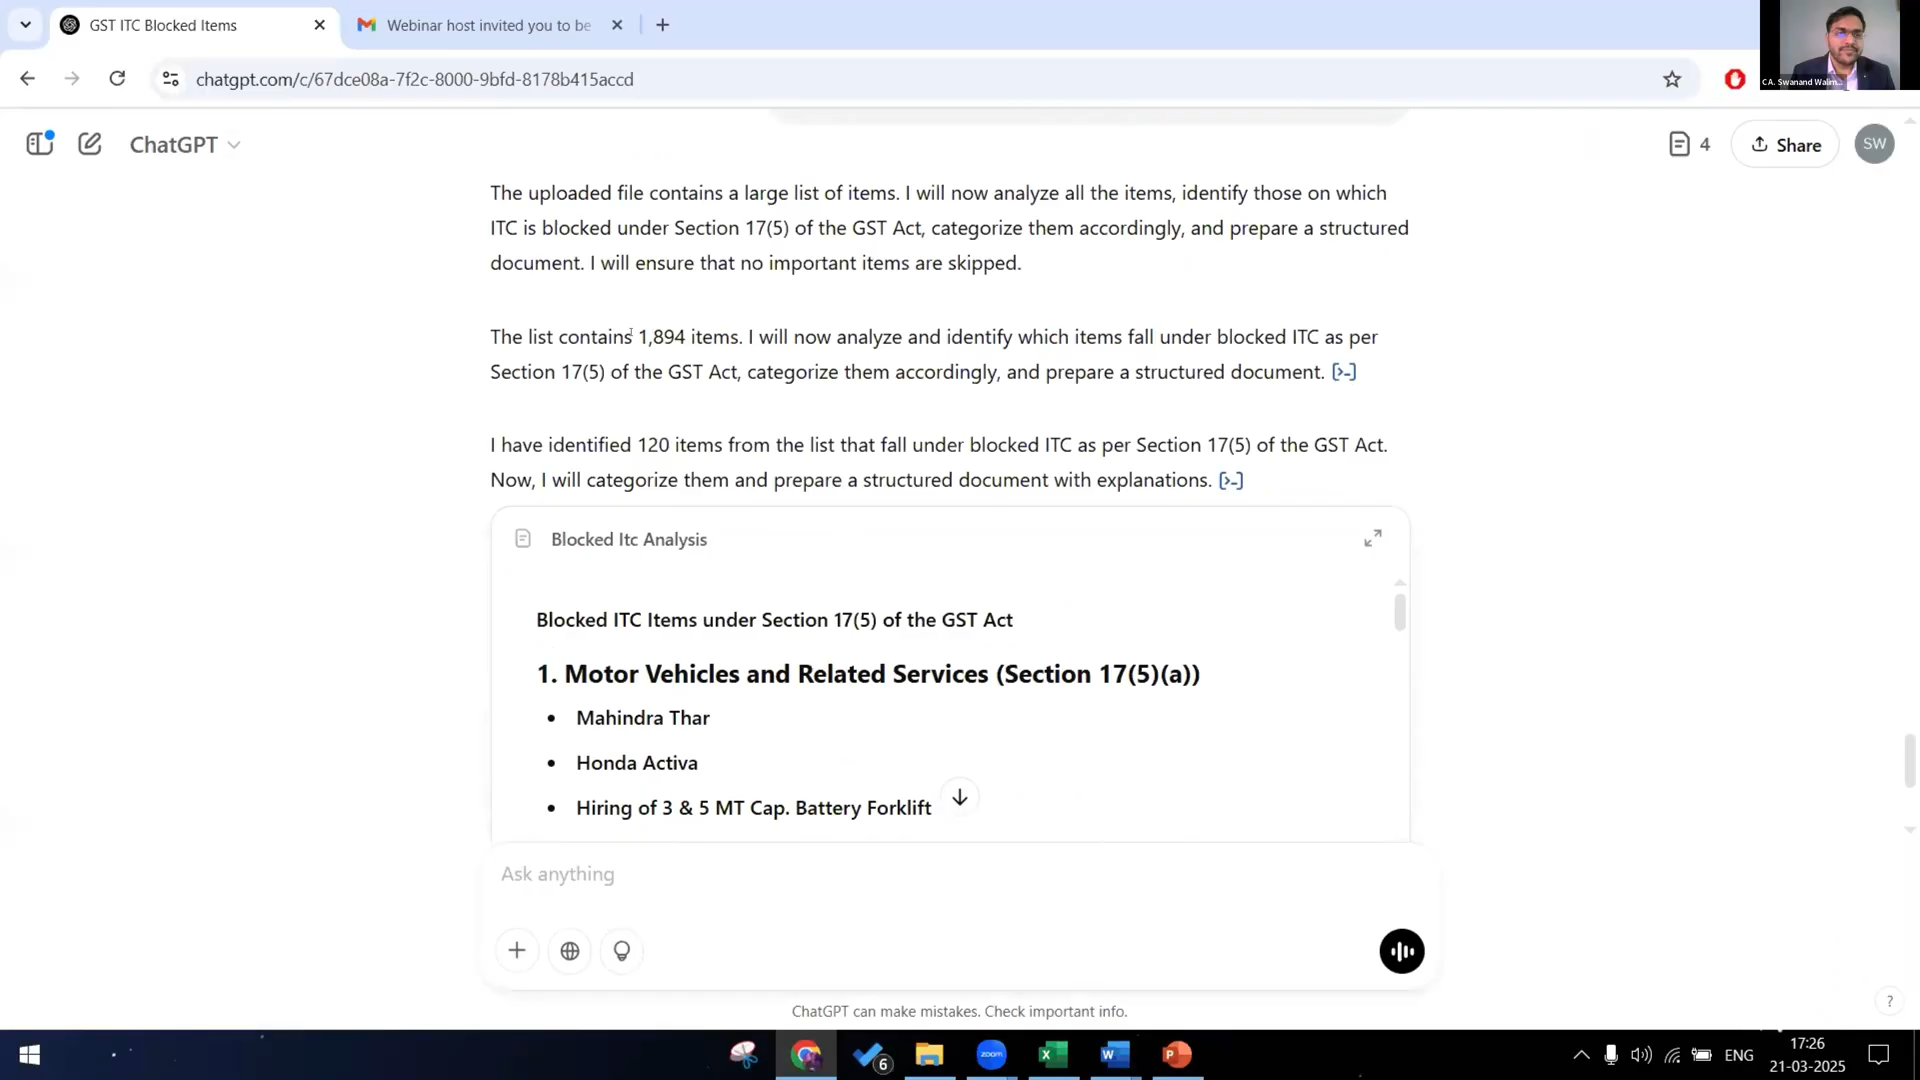 GST ITC Blocked Items
Webinar host invited you to be
chatgpt.com/c/67dce08a-7f2c-8000-9bfd-8178b415accd
CA. Swanand Walim...
ChatGPT
4
Share
SW
The uploaded file contains a large list of items. I will now analyze all the items, identify those on which
ITC is blocked under Section 17(5) of the GST Act, categorize them accordingly, and prepare a structured
document. I will ensure that no important items are skipped.
The list contains 1,894 items. I will now analyze and identify which items fall under blocked ITC as per
Section 17(5) of the GST Act, categorize them accordingly, and prepare a structured document. [>-]
I have identified 120 items from the list that fall under blocked ITC as per Section 17(5) of the GST Act.
Now, I will categorize them and prepare a structured document with explanations. [>-]
Blocked Itc Analysis
Blocked ITC Items under Section 17(5) of the GST Act
1. Motor Vehicles and Related Services (Section 17(5)(a))
• Mahindra Thar
• Honda Activa
• Hiring of 3 & 5 MT Cap. Battery Forklift
Ask anything
ChatGPT can make mistakes. Check important info.
?
6
zoom
ENG
17:26
21-03-2025